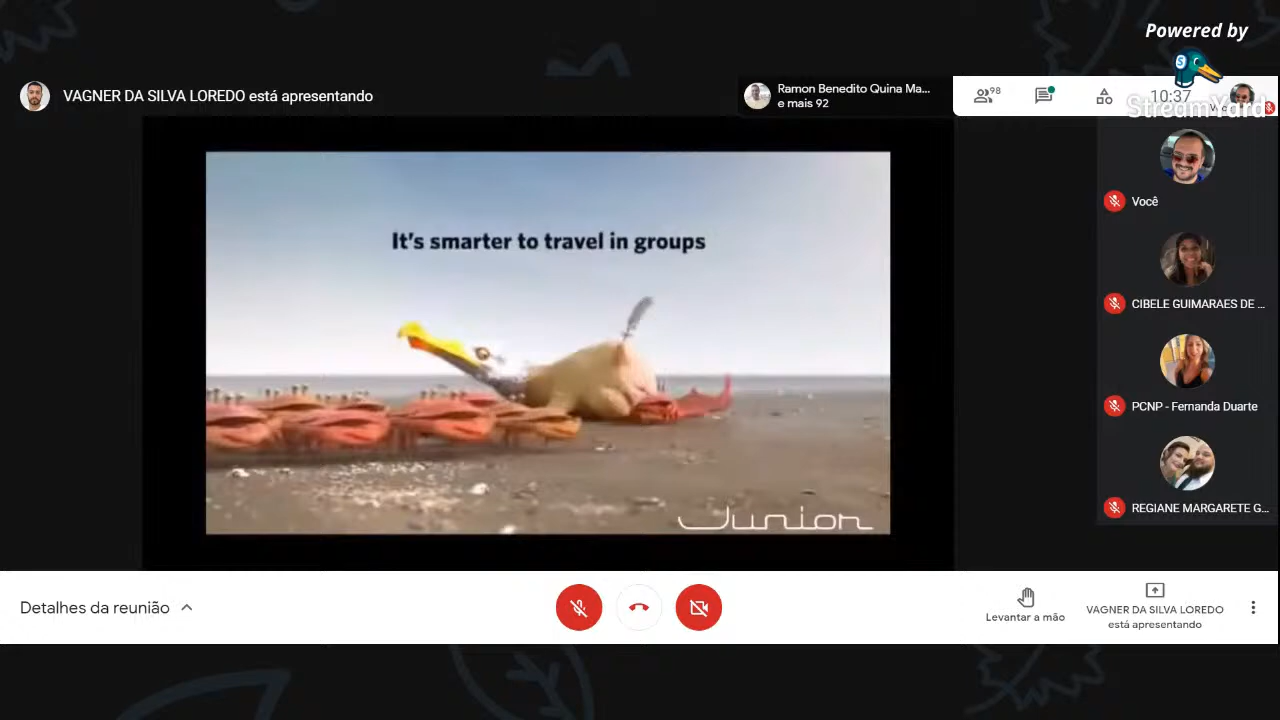 Powered by
StreamYard
VAGNER DA SILVA LOREDO está apresentando
Ramon Benedito Quina Ma...
e mais 92
98
10:37
It's smarter to travel in groups
Junior
Você
CIBELE GUIMARAES DE ...
PCNP - Fernanda Duarte
REGIANE MARGARETE G...
Detalhes da reunião
Levantar a mão
VAGNER DA SILVA LOREDO
está apresentando